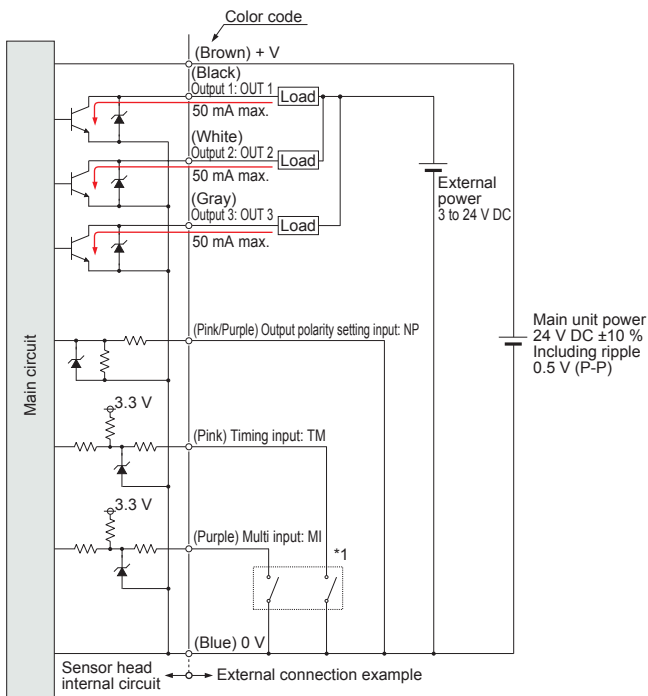 Color code
(Brown) + V
(Black)
Output 1: OUT 1
Load
50 mA max.
(White)
Output 2: OUT 2
Load
50 mA max.
(Gray)
Output 3: OUT 3
Load
50 mA max.
External
power
3 to 24 V DC
Main unit power
24 V DC ±10 %
Including ripple
0.5 V (P-P)
Main circuit
(Pink/Purple) Output polarity setting input: NP
3.3 V
(Pink) Timing input: TM
3.3 V
(Purple) Multi input: MI
*1
(Blue) 0 V
Sensor head
internal circuit
External connection example